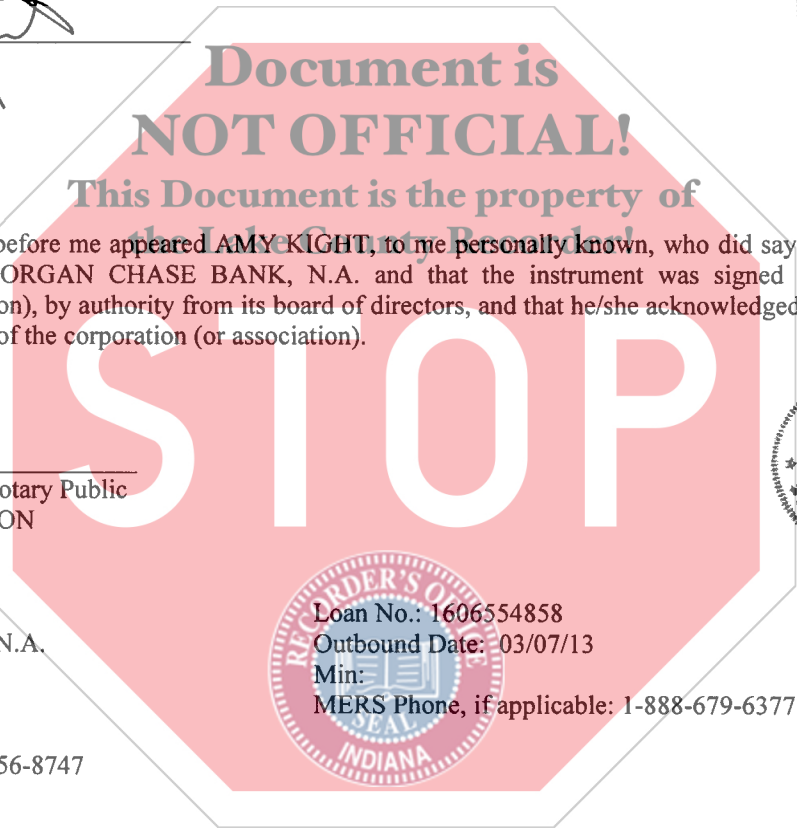 Document is
NOT OFFICIAL!
This Document is the property of
the Lake County Recorder!
before me appeared AMY KIGHT, to me personally known, who did say
ORGAN CHASE BANK, N.A. and that the instrument was signed
on), by authority from its board of directors, and that he/she acknowledged
of the corporation (or association).
STOP
otary Public
ON
RECORDER'S OFFICE
SEAL
INDIANA
Loan No.: 1606554858
N.A.
Outbound Date: 03/07/13
Min:
MERS Phone, if applicable: 1-888-679-6377
56-8747